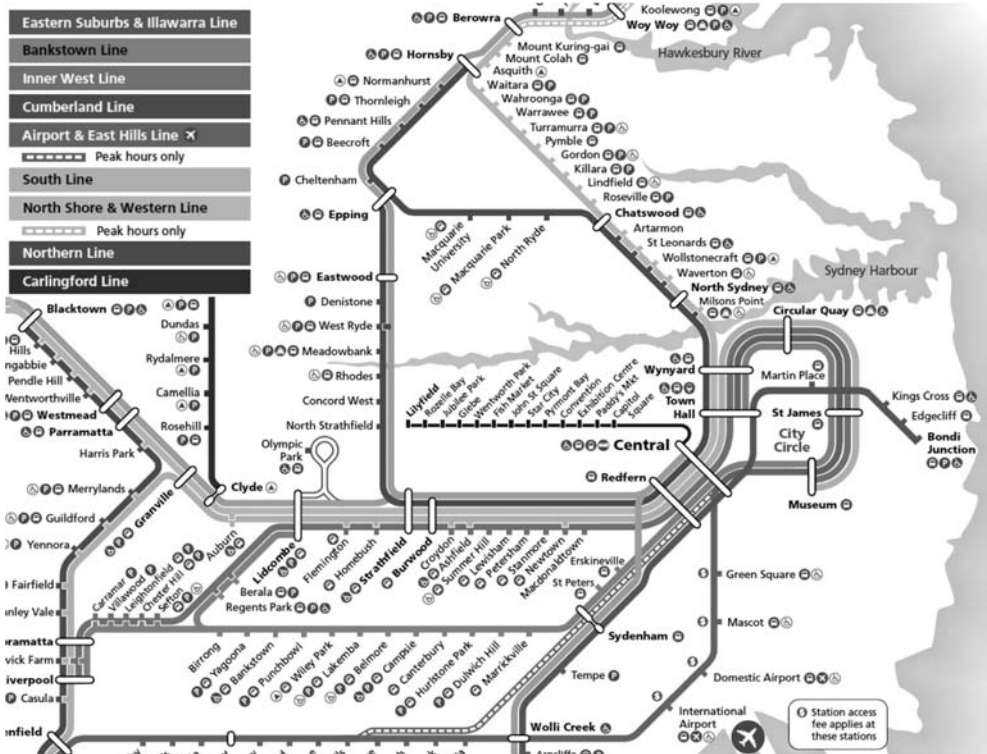 Eastern Suburbs & Illawarra Line
Bankstown Line
Inner West Line
Cumberland Line
Airport & East Hills Line
Peak hours only
South Line
North Shore & Western Line
Peak hours only
Northern Line
Carlingford Line
Berowra
Koolewong
Woy Woy
Hawkesbury River
Hornsby
Mount Kuring-gai
Mount Colah
Asquith
Waitara
Wahroonga
Warrawee
Turramurra
Pymble
Gordon
Killara
Lindfield
Roseville
Chatswood
Artarmon
St Leonards
Wollstonecraft
Waverton
North Sydney
Milsons Point
Sydney Harbour
Normanhurst
Thornleigh
Pennant Hills
Beecroft
Cheltenham
Epping
Macquarie
University
Macquarie Park
North Ryde
Eastwood
Denistone
West Ryde
Meadowbank
Rhodes
Concord West
North Strathfield
Olympic
Park
Blacktown
Hills
ngabbie
Pendle Hill
Wentworthville
Westmead
Parramatta
Harris Park
Merrylands
Guildford
Yennora
Fairfield
nley Vale
bramatta
vick Farm
iverpool
Casula
enfield
Dundas
Rydalmere
Camellia
Rosehill
Clyde
Granville
Auburn
Lidcombe
Flemington
Homebush
Strathfield
Burwood
Croydon
Ashfield
Summer Hill
Lewisham
Petersham
Stanmore
Newtown
Macdonaldtown
Erskineville
St Peters
Carramar
Villawood
Leightonfield
Chester Hill
Sefton
Berala
Regents Park
Birrong
Yagoona
Bankstown
Punchbowl
Wiley Park
Lakemba
Belmore
Campsie
Canterbury
Hurlstone Park
Dulwich Hill
Marrickville
Lilyfield
Rozelle Bay
Jubilee Park
Glebe
Wentworth Park
Fish Market
John St Square
Star City
Pyrmont Bay
Convention
Exhibition Centre
Paddy's Mkt
Capitol
Square
Central
Redfern
Wynyard
Town
Hall
Circular Quay
Martin Place
St James
City
Circle
Museum
Kings Cross
Edgecliff
Bondi
Junction
Green Square
Mascot
Domestic Airport
International
Airport
Sydenham
Tempe
Wolli Creek
Arncliffe
Station access
fee applies at
these stations